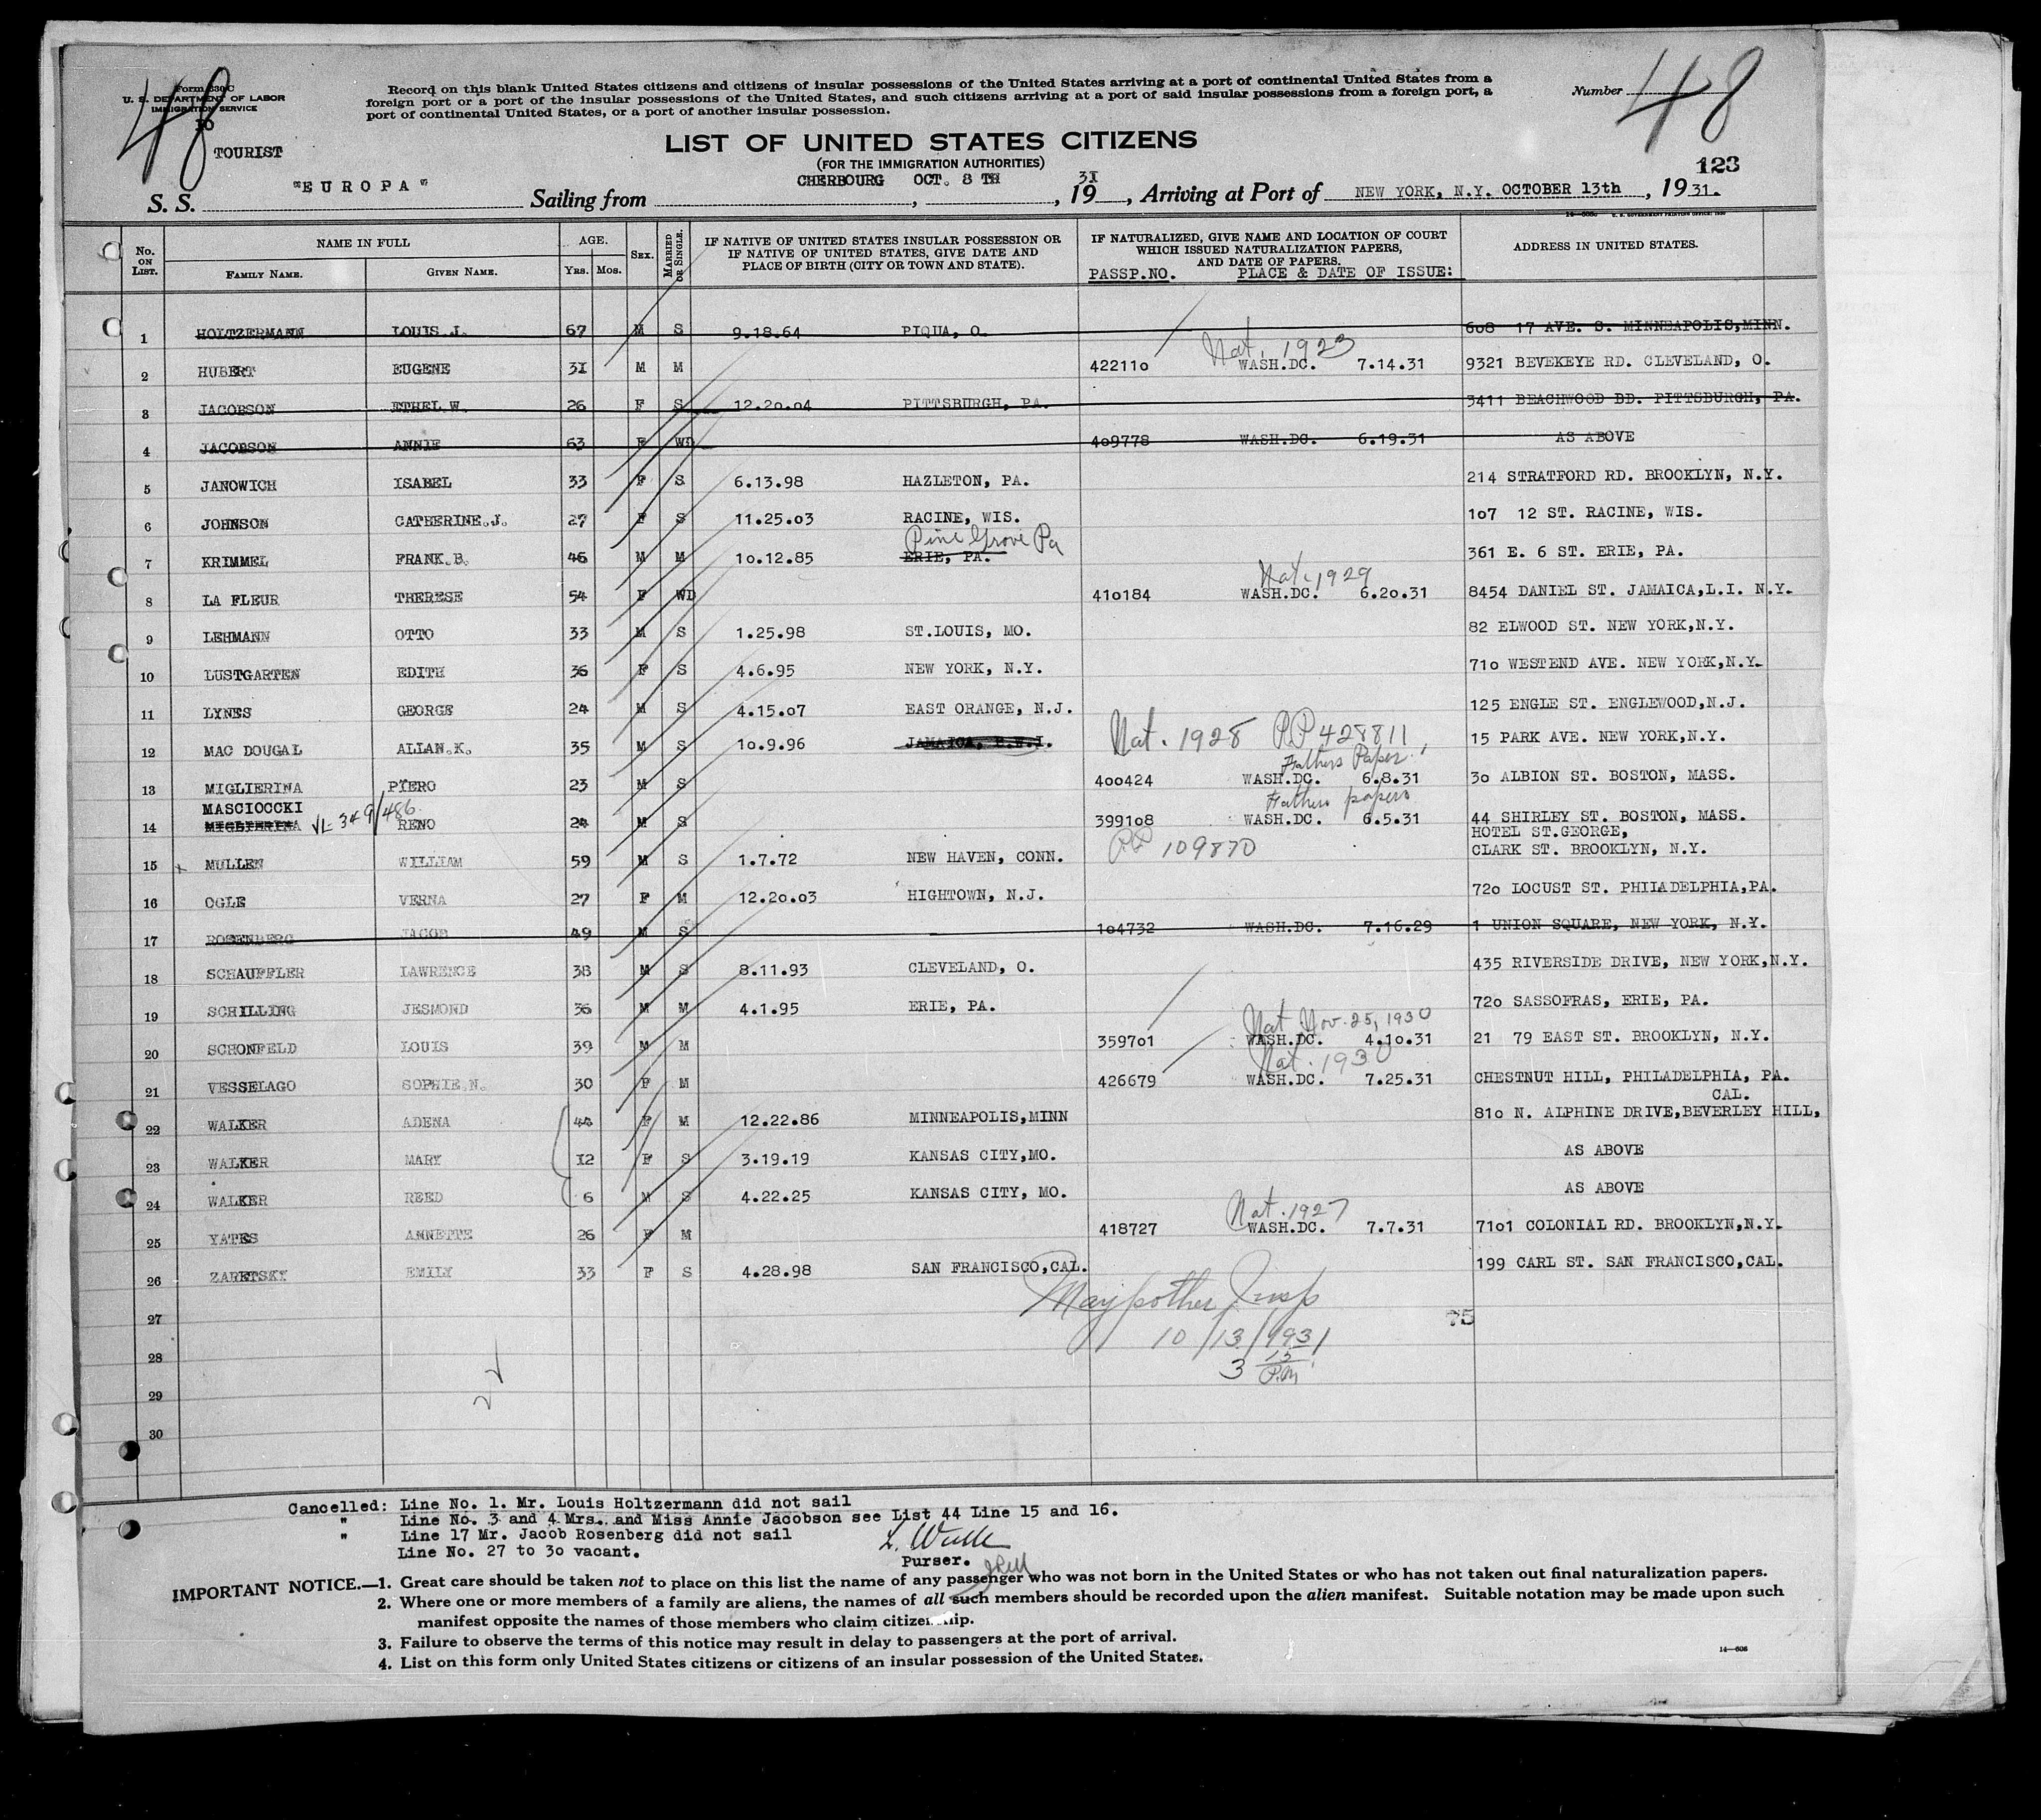 48
Form 630C
U. S. DEPARTMENT OF LABOR
IMMIGRATION SERVICE
10
TOURIST
Record on this blank United States citizens and citizens of insular possessions of the United States arriving at a port of continental United States from a
foreign port or a port of the insular possessions of the United States, and such citizens arriving at a port of said insular possessions from a foreign port, a
port of continental United States, or a port of another insular possession.
Number 48
LIST OF UNITED STATES CITIZENS
(FOR THE IMMIGRATION AUTHORITIES)
123
S. S. "EUROPA" Sailing from CHERBOURG OCT. 8 TH, 1931, Arriving at Port of NEW YORK, N.Y. OCTOBER 13th, 1931.
No. ON LIST. NAME IN FULL FAMILY NAME. GIVEN NAME. AGE. Yrs. Mos. SEX. MARRIED OR SINGLE. IF NATIVE OF UNITED STATES INSULAR POSSESSION OR IF NATIVE OF UNITED STATES, GIVE DATE AND PLACE OF BIRTH (CITY OR TOWN AND STATE). IF NATURALIZED, GIVE NAME AND LOCATION OF COURT WHICH ISSUED NATURALIZATION PAPERS, AND DATE OF PAPERS. ADDRESS IN UNITED STATES.
PASSP.NO. PLACE & DATE OF ISSUE:
1 HOLTZERMANN LOUIS.J. 67 M S 9.18.64 PIQUA, O. 608 17 AVE. S. MINNEAPOLIS,MINN.
Nat. 1923
2 HUBERT EUGENE 31 M M 422110 WASH.DC. 7.14.31 9321 BEVEKEYE RD. CLEVELAND, O.
3 JACOBSON ETHEL.W. 26 F S 12.20.04 PITTSBURGH, PA. 3411 BEACHWOOD BD. PITTSBURGH, PA.
4 JACOBSON ANNIE 63 F WD 409778 WASH.DC. 6.19.31 AS ABOVE
5 JANOWICH ISABEL 33 F S 6.13.98 HAZLETON, PA. 214 STRATFORD RD. BROOKLYN, N.Y.
6 JOHNSON CATHERINE.J. 27 F S 11.25.03 RACINE, WIS. 107 12 ST. RACINE, WIS.
Pine Grove Pa
7 KRIMMEL FRANK.B. 46 M M 10.12.85 ERIE, PA. 361 E. 6 ST. ERIE, PA.
Nat. 1929
8 LA FLEUR THERESE 54 F WD 410184 WASH.DC. 6.20.31 8454 DANIEL ST. JAMAICA,L.I. N.Y.
9 LEHMANN OTTO 33 M S 1.25.98 ST.LOUIS, MO. 82 ELWOOD ST. NEW YORK,N.Y.
10 LUSTGARTEN EDITH 36 F S 4.6.95 NEW YORK, N.Y. 710 WESTEND AVE. NEW YORK,N.Y.
11 LYNES GEORGE 24 M S 4.15.07 EAST ORANGE, N.J. 125 ENGLE ST. ENGLEWOOD,N.J.
12 MAC DOUGAL ALLAN.K. 35 M S 10.9.96 JAMAICA, B.W.I. Nat. 1928 P.P 428811 15 PARK AVE. NEW YORK,N.Y.
Fathers Paper
13 MIGLIERINA PIERO 23 M S 400424 WASH.DC. 6.8.31 30 ALBION ST. BOSTON, MASS.
MASCIOCCKI Fathers papers
14 MIGLIERINA VL 349/486 RENO 24 M S 399108 WASH.DC. 6.5.31 44 SHIRLEY ST. BOSTON, MASS.
HOTEL ST.GEORGE,
15 MULLEN WILLIAM 59 M S 1.7.72 NEW HAVEN, CONN. P.P 109870 CLARK ST. BROOKLYN, N.Y.
16 OGLE VERNA 27 F M 12.20.03 HIGHTOWN, N.J. 720 LOCUST ST. PHILADELPHIA,PA.
17 ROSENBERG JACOB 49 M S 104732 WASH.DC. 7.16.29 1 UNION SQUARE, NEW YORK, N.Y.
18 SCHAUFFLER LAWRENCE 38 M S 8.11.93 CLEVELAND, O. 435 RIVERSIDE DRIVE, NEW YORK,N.Y.
19 SCHILLING JESMOND 36 M M 4.1.95 ERIE, PA. 720 SASSOFRAS, ERIE, PA.
Nat Nov. 25, 1930
20 SCHONFELD LOUIS 39 M M 359701 WASH.DC. 4.10.31 21 79 EAST ST. BROOKLYN, N.Y.
Nat. 1930
21 VESSELAGO SOPHIE.N. 30 F M 426679 WASH.DC. 7.25.31 CHESTNUT HILL, PHILADELPHIA, PA.
CAL.
22 WALKER ADENA 44 F M 12.22.86 MINNEAPOLIS,MINN 810 N. ALPHINE DRIVE,BEVERLEY HILL,
23 WALKER MARY 12 F S 3.19.19 KANSAS CITY,MO. AS ABOVE
24 WALKER REED 6 M S 4.22.25 KANSAS CITY, MO. AS ABOVE
Nat. 1927
25 YATES ANNETTE 26 F M 418727 WASH.DC. 7.7.31 7101 COLONIAL RD. BROOKLYN,N.Y.
26 ZARETSKY EMILY 33 F S 4.28.98 SAN FRANCISCO,CAL. 199 CARL ST. SAN FRANCISCO,CAL.
Maypother Insp
27 75
10/13/1931
28 3 15 P.M
29
30
Cancelled: Line No. 1. Mr. Louis Holtzermann did not sail
" Line No. 3 and 4 Mrs. and Miss Annie Jacobson see List 44 Line 15 and 16.
" Line 17 Mr. Jacob Rosenberg did not sail
Line No. 27 to 30 vacant.
Purser.
IMPORTANT NOTICE.—1. Great care should be taken not to place on this list the name of any passenger who was not born in the United States or who has not taken out final naturalization papers.
2. Where one or more members of a family are aliens, the names of all such members should be recorded upon the alien manifest. Suitable notation may be made upon such
manifest opposite the names of those members who claim citizenship.
3. Failure to observe the terms of this notice may result in delay to passengers at the port of arrival.
4. List on this form only United States citizens or citizens of an insular possession of the United States.